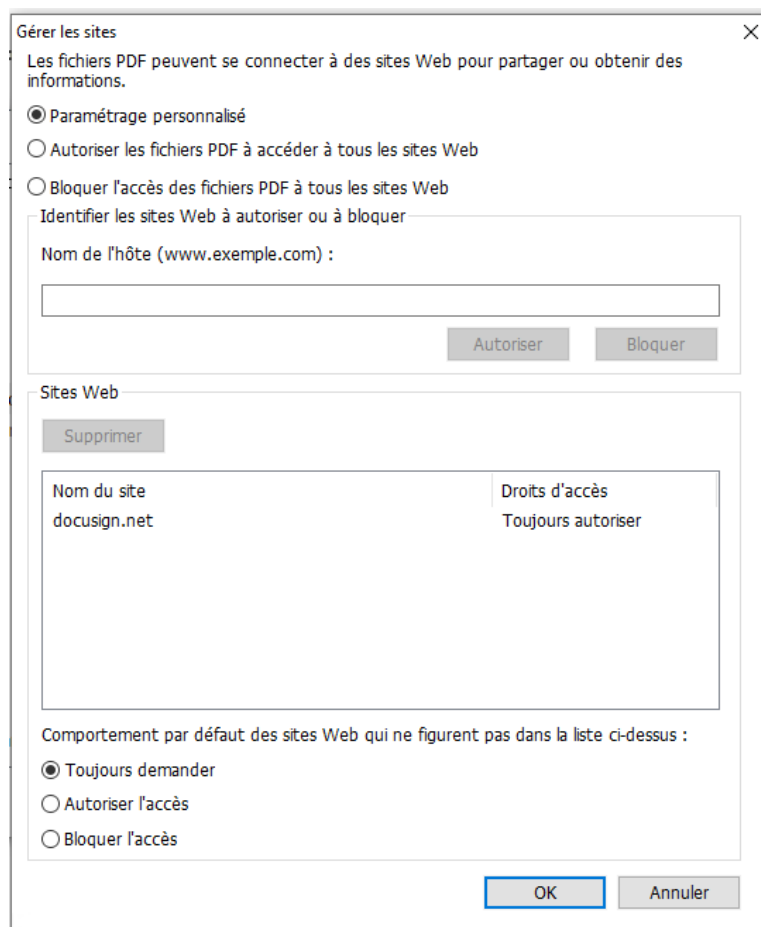 Gérer les sites
Les fichiers PDF peuvent se connecter à des sites Web pour partager ou obtenir des
informations.
Paramétrage personnalisé
Autoriser les fichiers PDF à accéder à tous les sites Web
Bloquer l'accès des fichiers PDF à tous les sites Web
Identifier les sites Web à autoriser ou à bloquer
Nom de l'hôte (www.exemple.com) :
Autoriser Bloquer
Sites Web
Supprimer
Nom du site Droits d'accès
docusign.net Toujours autoriser
Comportement par défaut des sites Web qui ne figurent pas dans la liste ci-dessus :
Toujours demander
Autoriser l'accès
Bloquer l'accès
OK Annuler